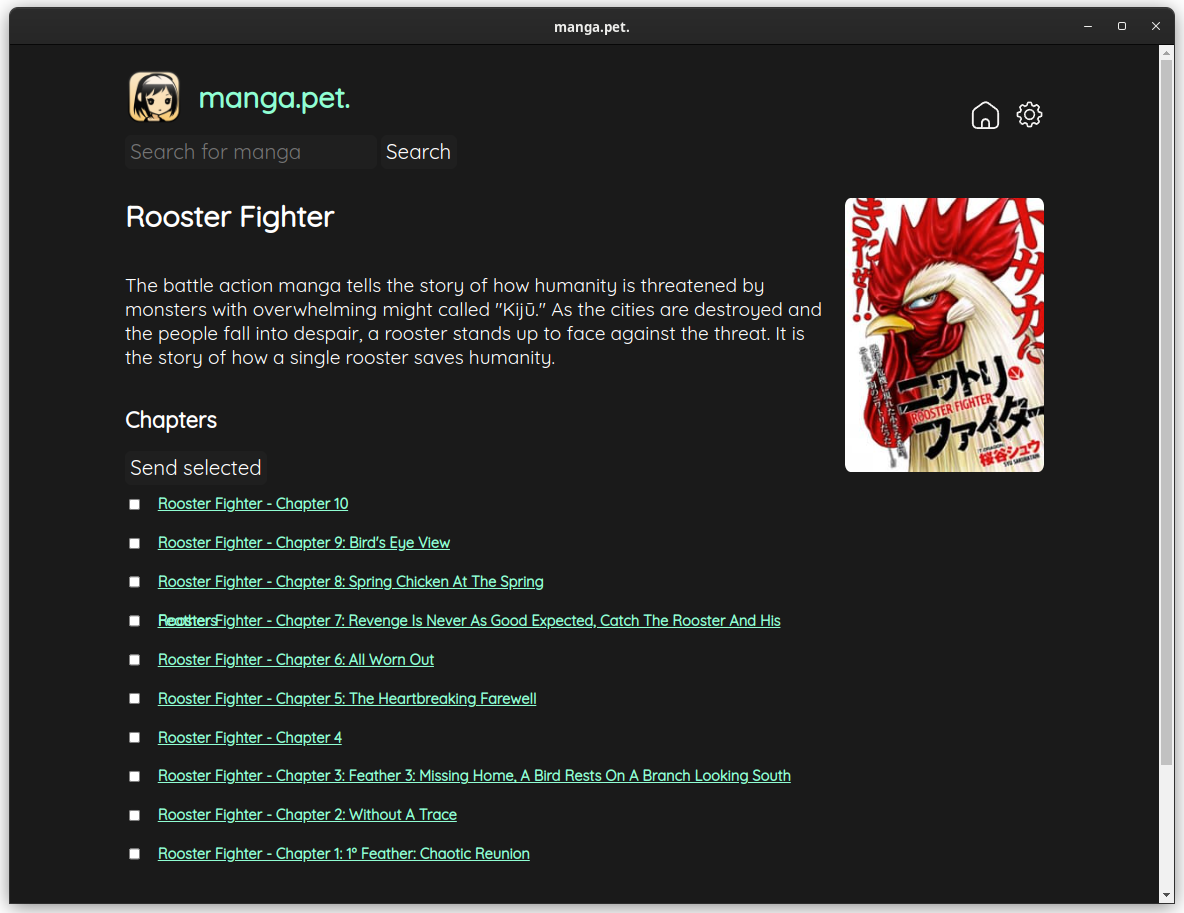 manga.pet.
manga.pet.
Search for manga
Search
Rooster Fighter
The battle action manga tells the story of how humanity is threatened by
monsters with overwhelming might called "Kijū." As the cities are destroyed and
the people fall into despair, a rooster stands up to face against the threat. It is
the story of how a single rooster saves humanity.
ニワトリ
ROOSTER FIGHTER
ファイター
桜谷シュウ
SYU SAKURATANI
Chapters
Send selected
Rooster Fighter - Chapter 10
Rooster Fighter - Chapter 9: Bird's Eye View
Rooster Fighter - Chapter 8: Spring Chicken At The Spring
Rooster Fighter - Chapter 7: Revenge Is Never As Good Expected, Catch The Rooster And His
Feathers
Rooster Fighter - Chapter 6: All Worn Out
Rooster Fighter - Chapter 5: The Heartbreaking Farewell
Rooster Fighter - Chapter 4
Rooster Fighter - Chapter 3: Feather 3: Missing Home, A Bird Rests On A Branch Looking South
Rooster Fighter - Chapter 2: Without A Trace
Rooster Fighter - Chapter 1: 1° Feather: Chaotic Reunion